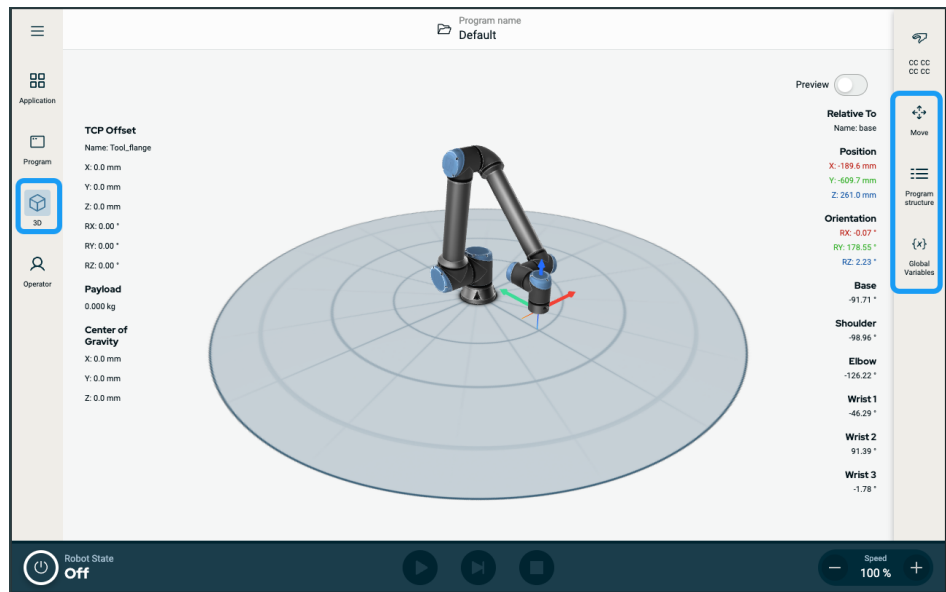 Program name
Default
Application
Program
3D
Operator
TCP Offset
Name: Tool_flange
X: 0.0 mm
Y: 0.0 mm
Z: 0.0 mm
RX: 0.00 °
RY: 0.00 °
RZ: 0.00 °
Payload
0.000 kg
Center of
Gravity
X: 0.0 mm
Y: 0.0 mm
Z: 0.0 mm
Preview
Relative To
Name: base
Position
X: -189.6 mm
Y: -609.7 mm
Z: 261.0 mm
Orientation
RX: -0.07 °
RY: 178.55 °
RZ: 2.23 °
Base
-91.71 °
Shoulder
-98.96 °
Elbow
-126.22 °
Wrist 1
-46.29 °
Wrist 2
91.39 °
Wrist 3
-1.78 °
CC CC
CC CC
Move
Program
structure
{x}
Global
Variables
Robot State
Off
Speed
100 %